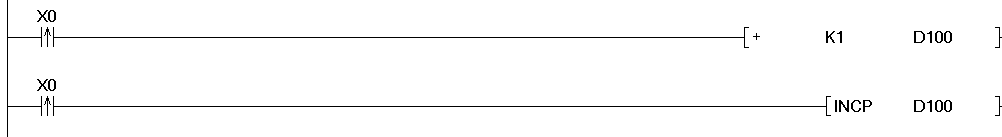 X0
[+ K1 D100 ]
X0
[INCP D100 ]